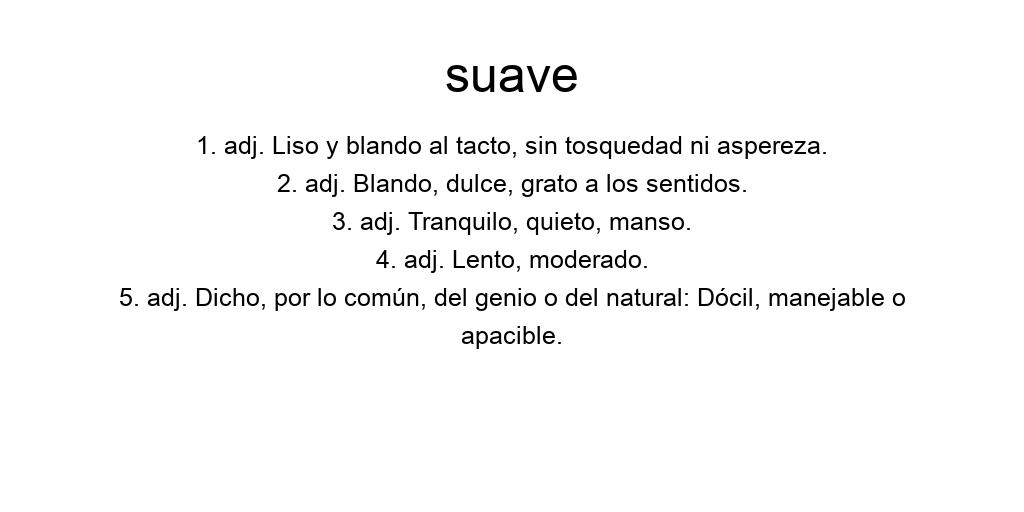 suave
1. adj. Liso y blando al tacto, sin tosquedad ni aspereza.
2. adj. Blando, dulce, grato a los sentidos.
3. adj. Tranquilo, quieto, manso.
4. adj. Lento, moderado.
5. adj. Dicho, por lo común, del genio o del natural: Dócil, manejable o
apacible.